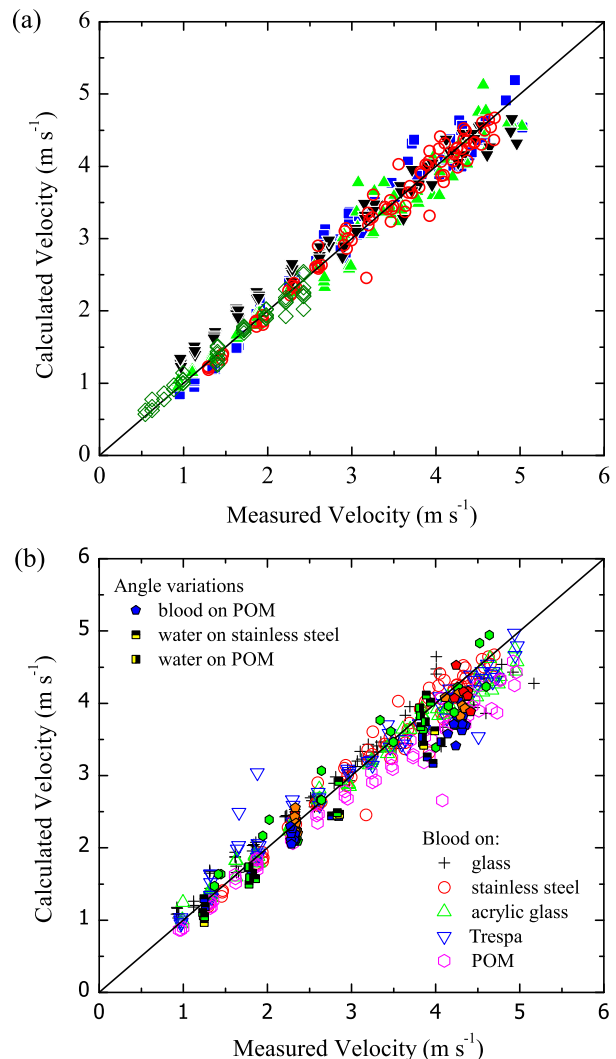 (a)
6
5
4
3
2
1
0
Calculated Velocity (m s⁻¹)
0 1 2 3 4 5 6
Measured Velocity (m s⁻¹)
(b)
6
5
4
3
2
1
0
Calculated Velocity (m s⁻¹)
Angle variations
blood on POM
water on stainless steel
water on POM
Blood on:
glass
stainless steel
acrylic glass
Trespa
POM
0 1 2 3 4 5 6
Measured Velocity (m s⁻¹)